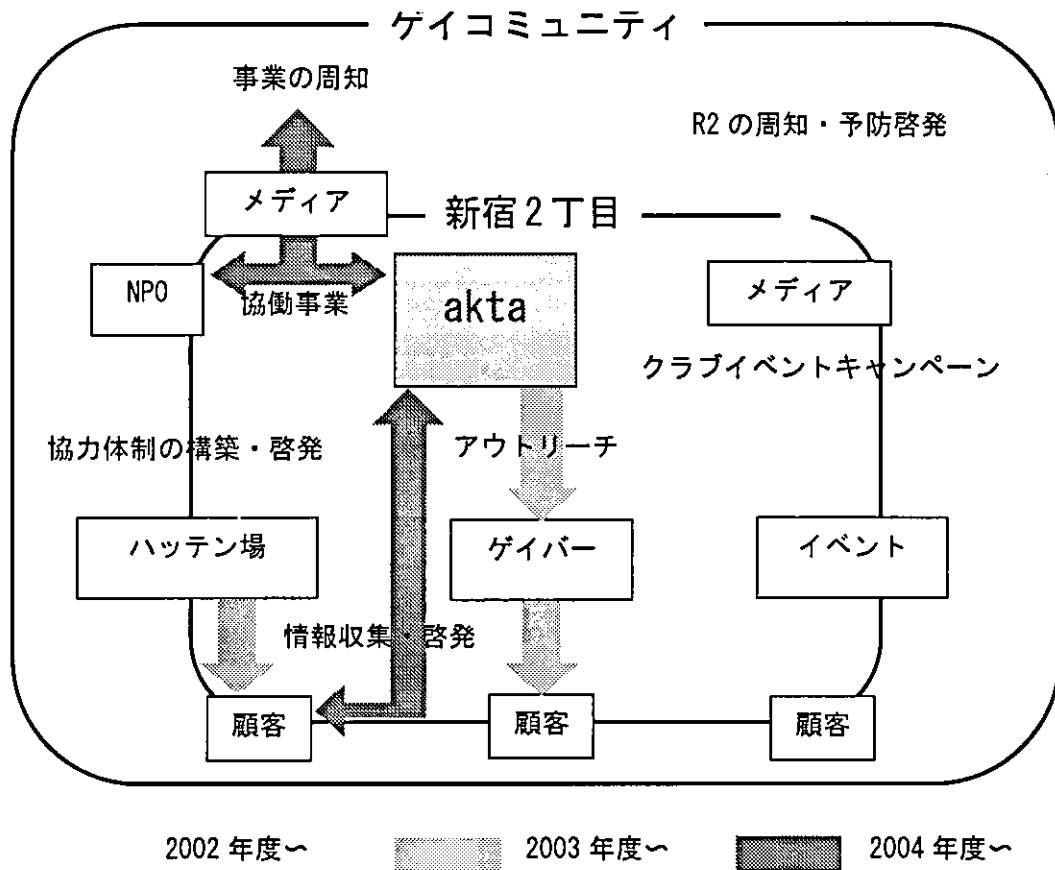 ゲイコミュニティ
事業の周知
R2 の周知・予防啓発
メディア
新宿2丁目
NPO
協働事業
akta
メディア
クラブイベントキャンペーン
協力体制の構築・啓発
アウトリーチ
ハッテン場
ゲイバー
イベント
情報収集・啓発
顧客
顧客
顧客
2002 年度～
2003 年度～
2004 年度～